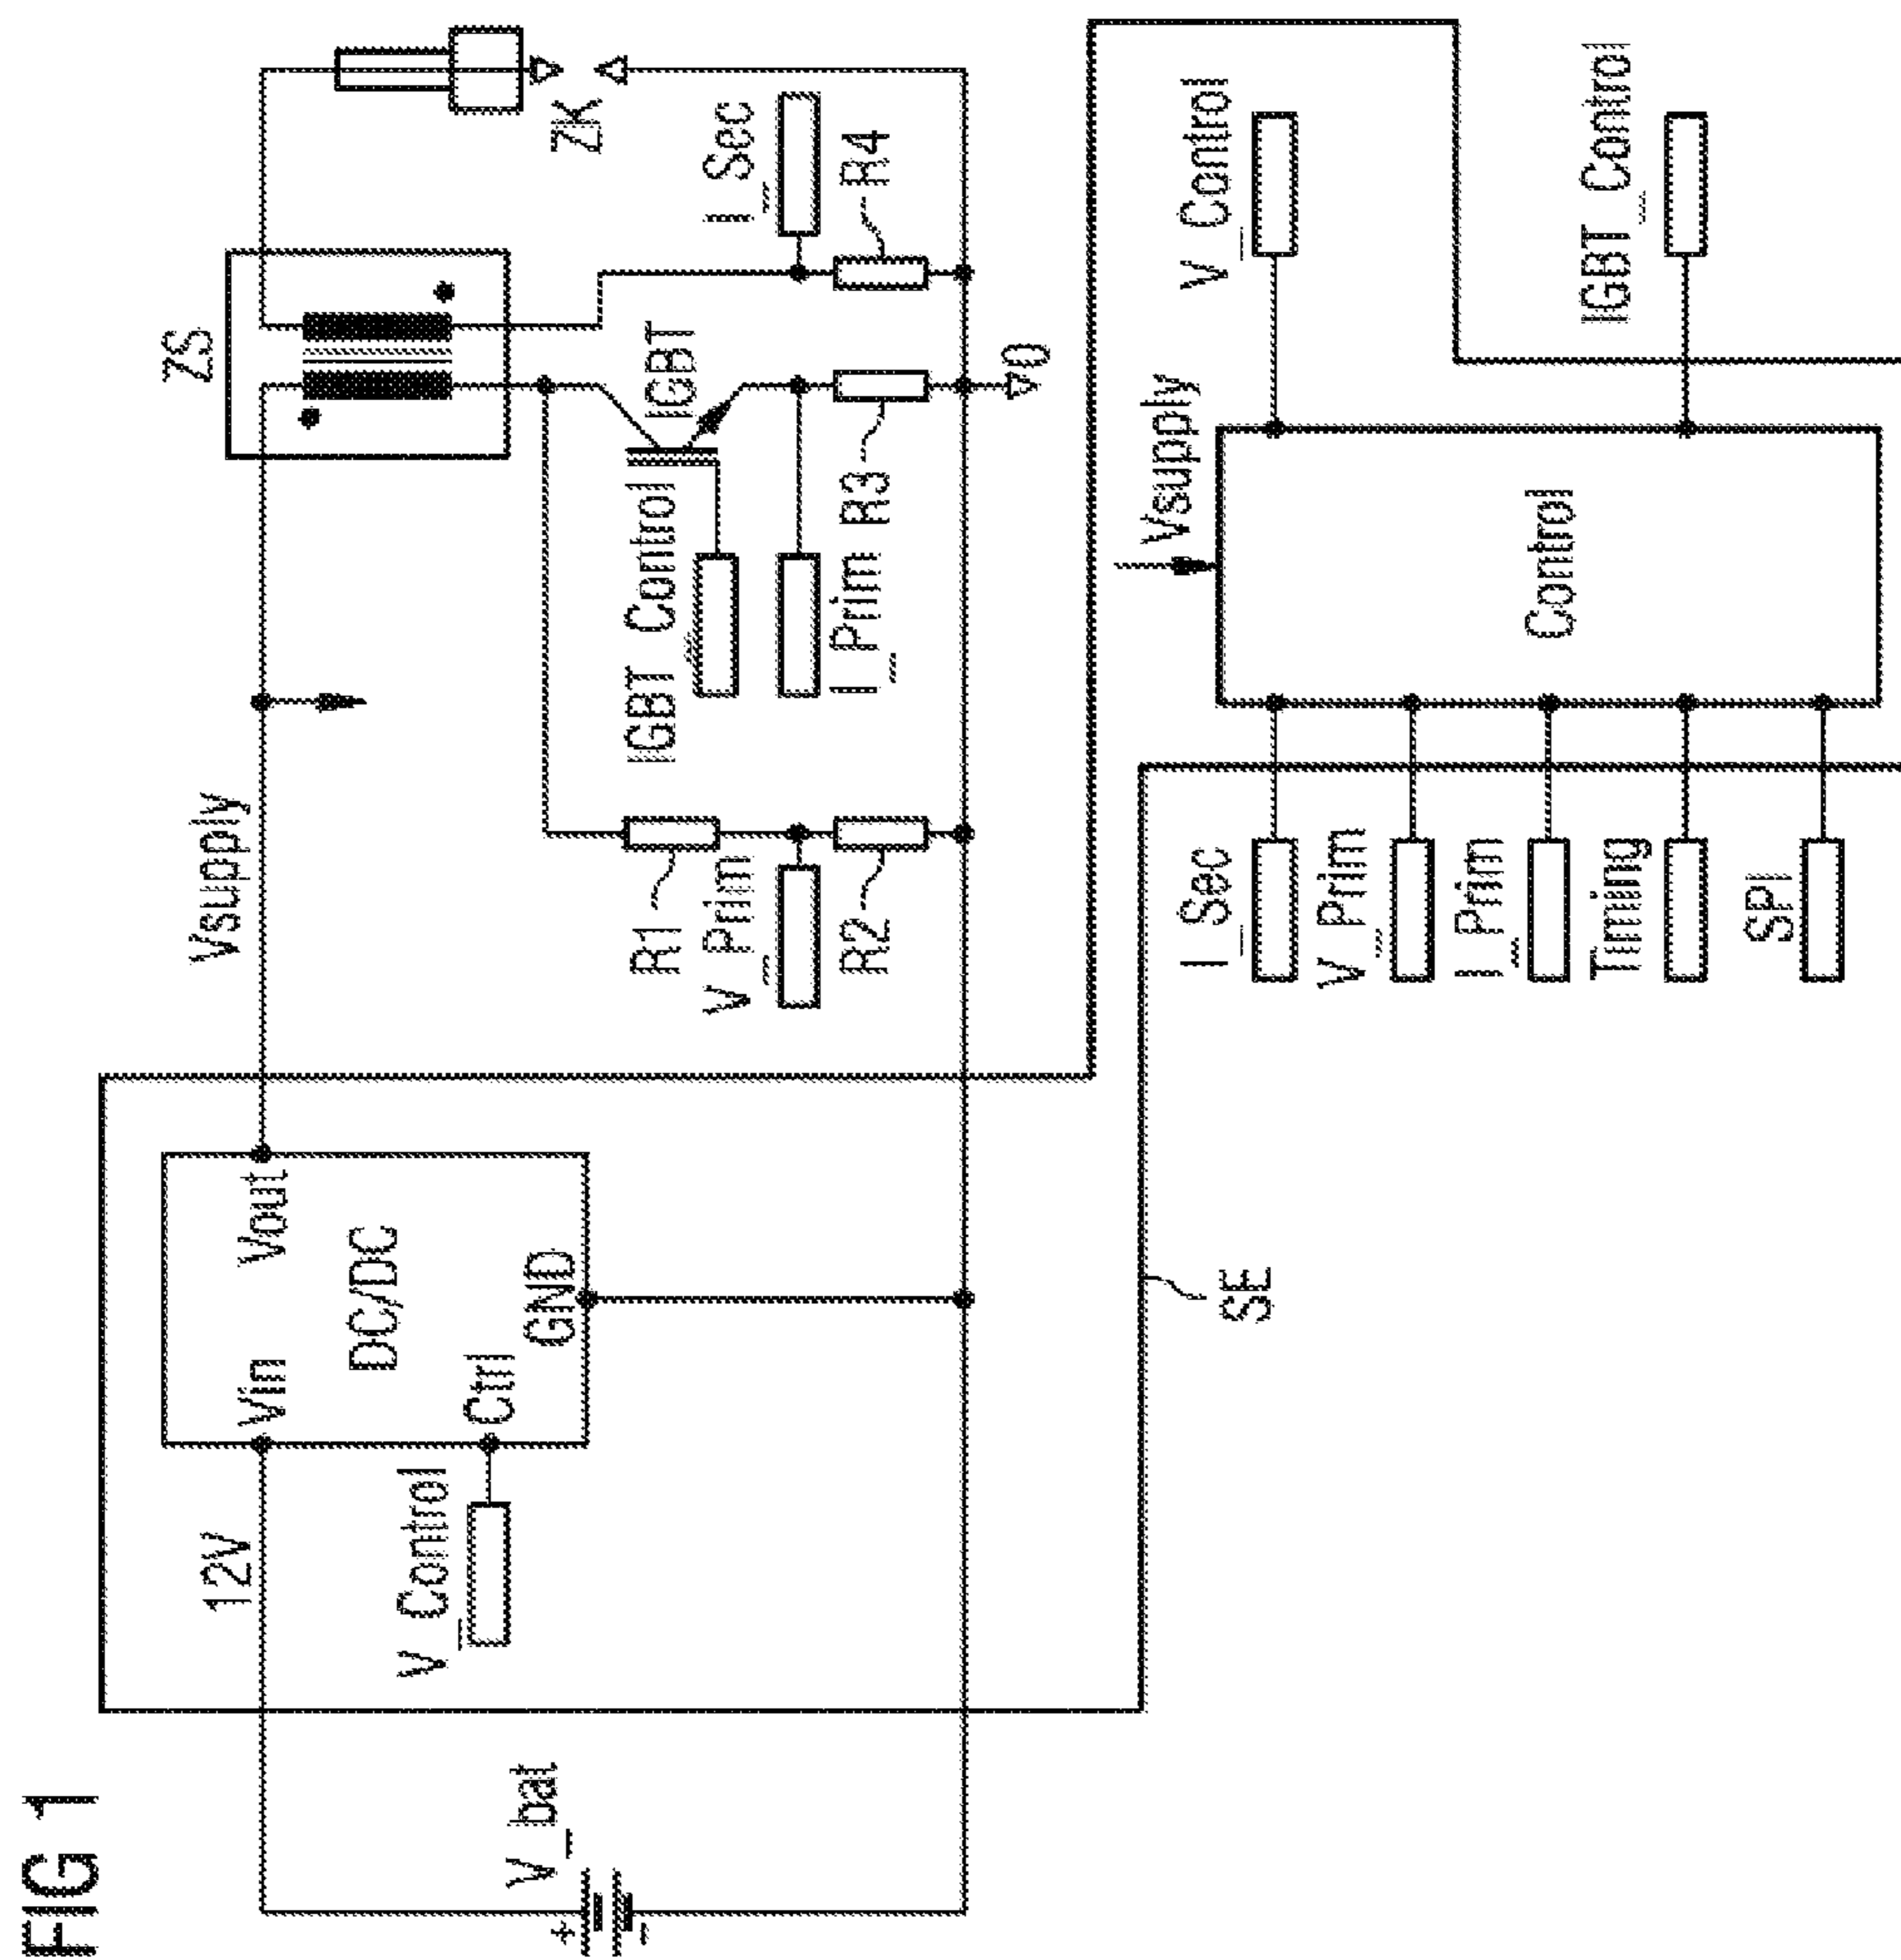 FIG 1
V_bat
12V
Vin
Vout
DC/DC
Ctrl
GND
V_Control
Vsupply
ZS
ZK
R1
V_Prim
R2
IGBT_Control
IGBT
I_Prim
R3
I_Sec
R4
0
SE
Vsupply
Control
I_Sec
V_Prim
I_Prim
Timing
SPI
V_Control
IGBT_Control